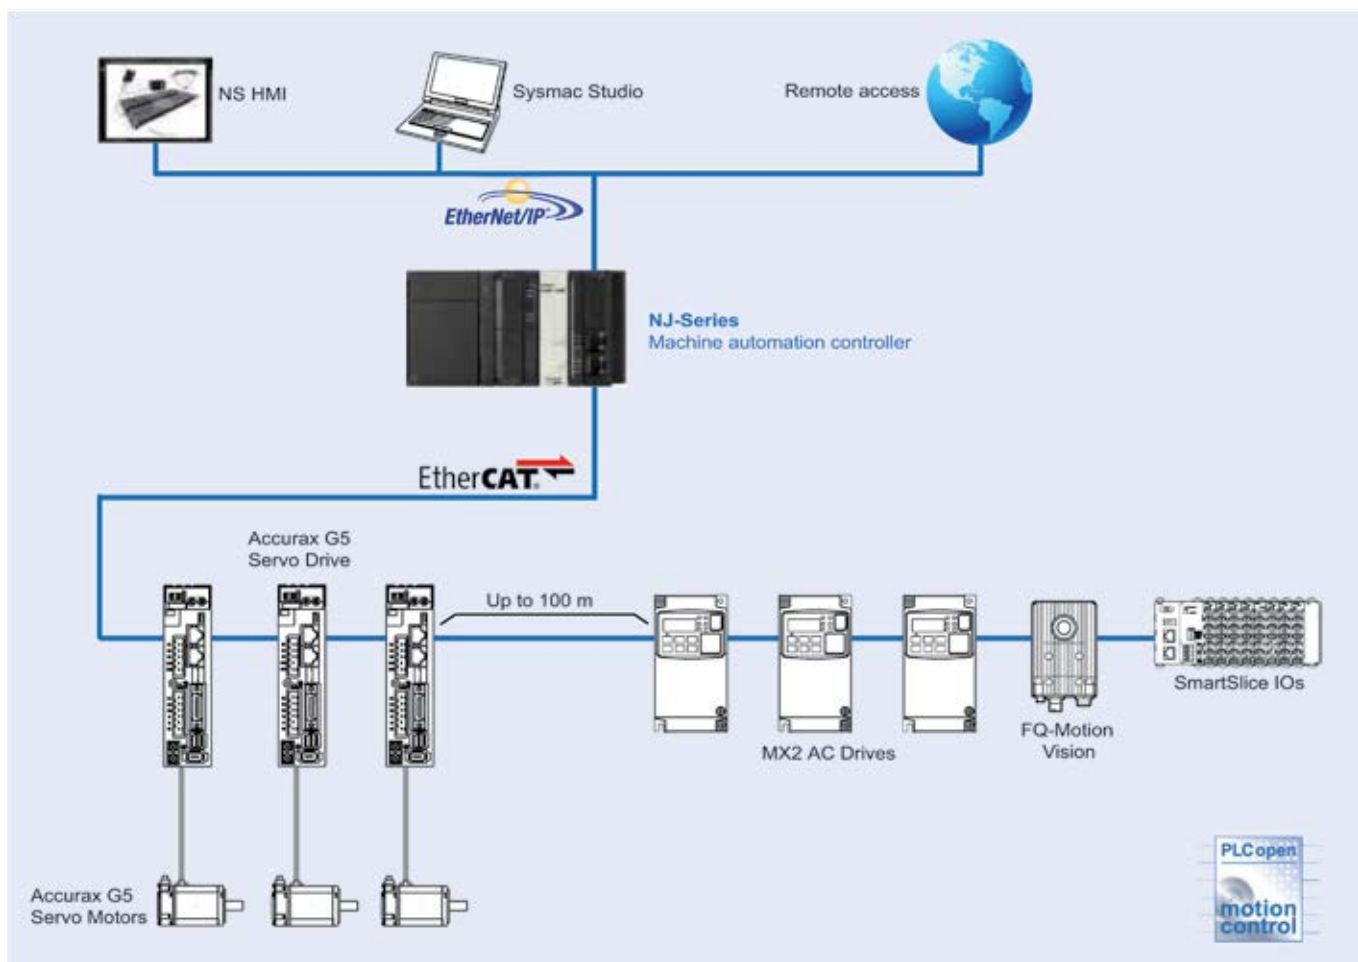 NS HMI
Sysmac Studio
Remote access
EtherNet/IP
NJ-Series
Machine automation controller
EtherCAT
Accurax G5
Servo Drive
Up to 100 m
SmartSlice IOs
FQ-Motion
Vision
MX2 AC Drives
Accurax G5
Servo Motors
PLCopen
motion
control